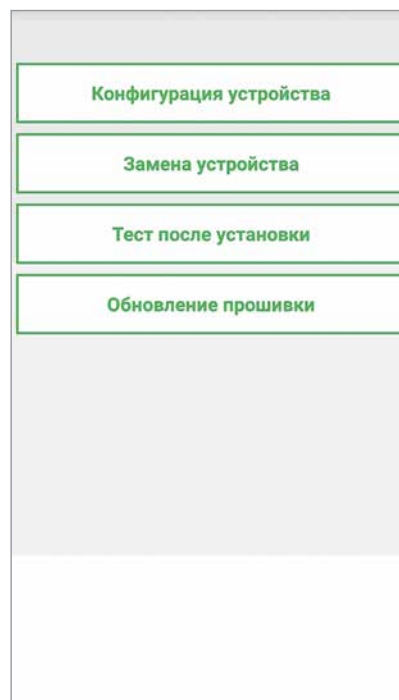 Конфигурация устройства
Замена устройства
Тест после установки
Обновление прошивки